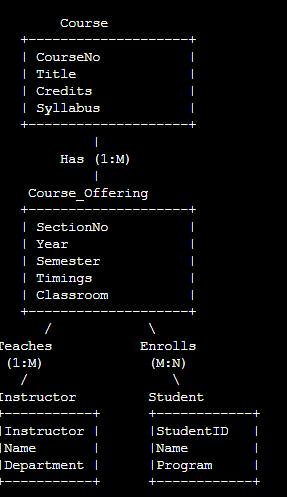 Course
+-------------------+
| CourseNo          |
| Title             |
| Credits           |
| Syllabus          |
+-------------------+
|
Has (1:M)
|
Course_Offering
+-------------------+
| SectionNo         |
| Year              |
| Semester          |
| Timings           |
| Classroom         |
+-------------------+
/           \
Teaches          Enrolls
(1:M)            (M:N)
/                \
Instructor        Student
+----------+     +-----------+
|Instructor |     |StudentID   |
|Name       |     |Name        |
|Department |     |Program     |
+----------+     +-----------+